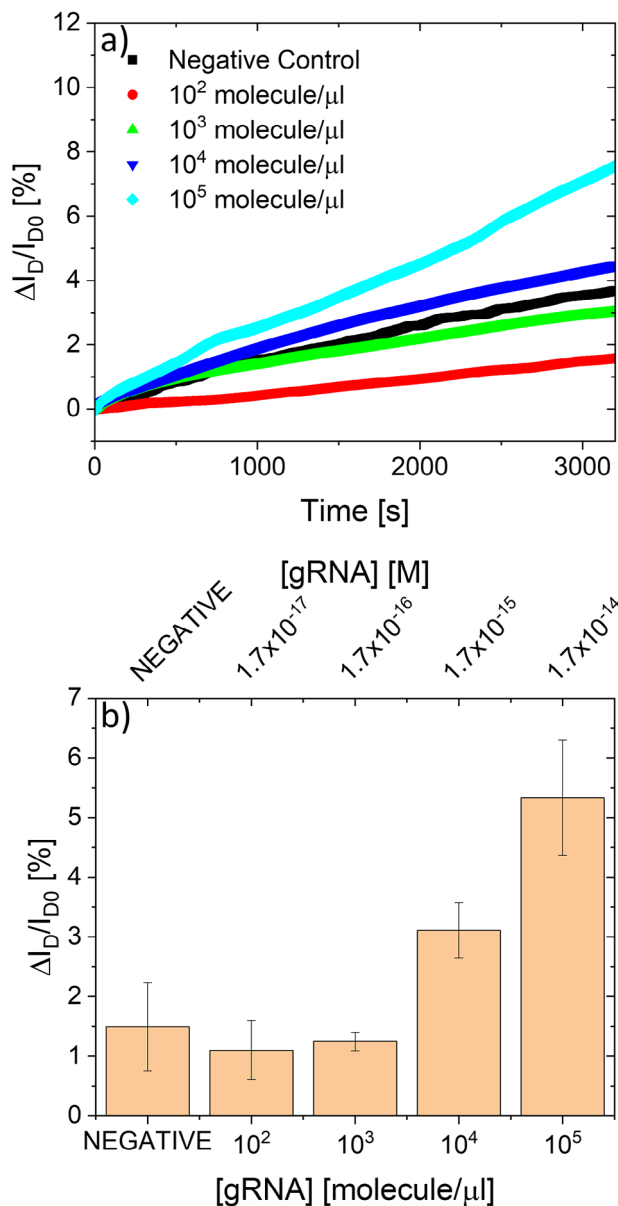 a)
Negative Control
10² molecule/μl
10³ molecule/μl
10⁴ molecule/μl
10⁵ molecule/μl
12
10
8
6
4
2
0
ΔI_D/I_D0 [%]
0 1000 2000 3000
Time [s]
[gRNA] [M]
NEGATIVE 1.7x10⁻¹⁷ 1.7x10⁻¹⁶ 1.7x10⁻¹⁵ 1.7x10⁻¹⁴
b)
7
6
5
4
3
2
1
0
ΔI_D/I_D0 [%]
NEGATIVE 10² 10³ 10⁴ 10⁵
[gRNA] [molecule/μl]